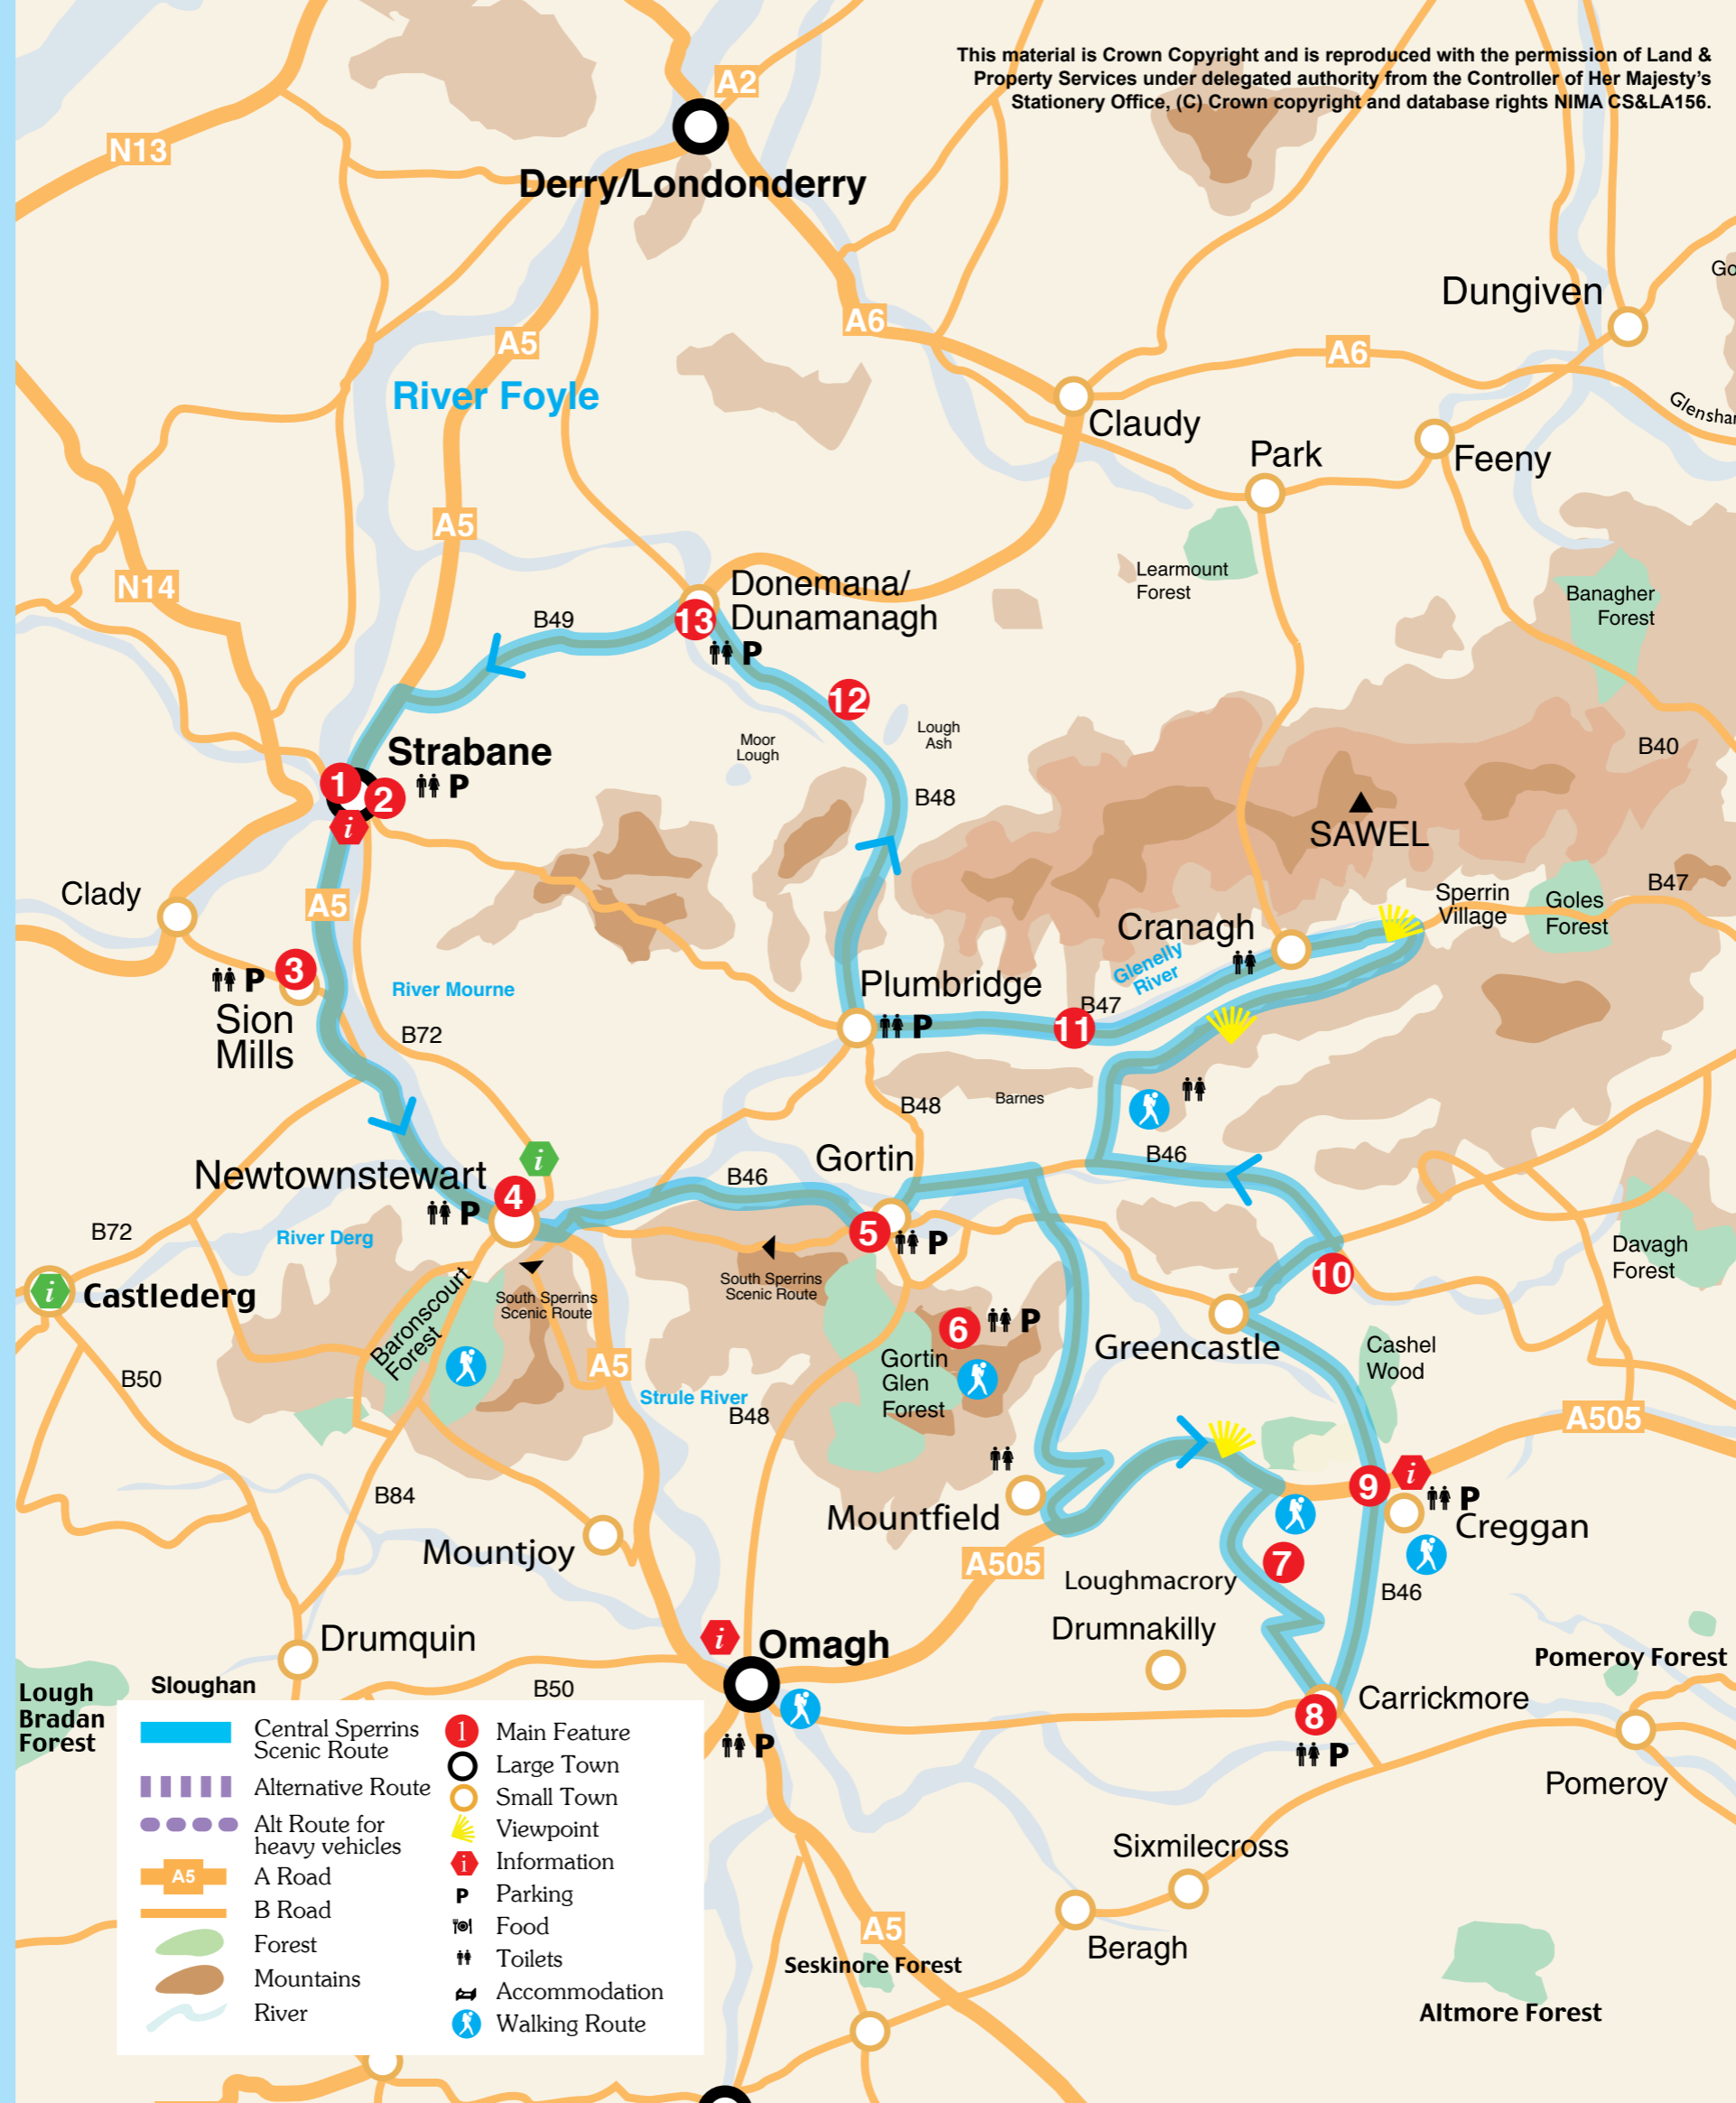 This material is Crown Copyright and is reproduced with the permission of Land &
Property Services under delegated authority from the Controller of Her Majesty's
Stationery Office, (C) Crown copyright and database rights NIMA CS&LA156.
A2
N13
Derry/Londonderry
Dungiven
A6
A5
A6
River Foyle
Claudy
Park
Feeny
A5
N14
Learmount
Forest
Banagher
Forest
Donemana/
Dunamanagh
B49
13
P
12
Lough
Ash
Moor
Lough
B40
Strabane
1
2
P
i
B48
SAWEL
Clady
A5
Sperrin
Village
B47
Goles
Forest
Cranagh
Glenelly
River
3
P
Sion
Mills
River Mourne
Plumbridge
P
B47
11
B72
B48
Barnes
Gortin
B46
B46
i
Newtownstewart
4
P
B72
River Derg
5
P
Davagh
Forest
10
i
Castlederg
South Sperrins
Scenic Route
South Sperrins
Scenic Route
Baronscourt
Forest
6
P
Greencastle
Cashel
Wood
Gortin
Glen
Forest
A5
B50
Strule River
B48
A505
9
i
P
Creggan
B84
Mountfield
A505
7
Mountjoy
Loughmacrory
B46
Drumnakilly
Drumquin
i
Omagh
P
Pomeroy Forest
Lough
Bradan
Forest
Sloughan
B50
8
P
Carrickmore
Pomeroy
Central Sperrins
Scenic Route
Alternative Route
Alt Route for
heavy vehicles
A5
A Road
B Road
Forest
Mountains
River
1
Main Feature
Large Town
Small Town
Viewpoint
i
Information
P
Parking
Food
Toilets
Accommodation
Walking Route
Sixmilecross
Beragh
A5
Seskinore Forest
Altmore Forest